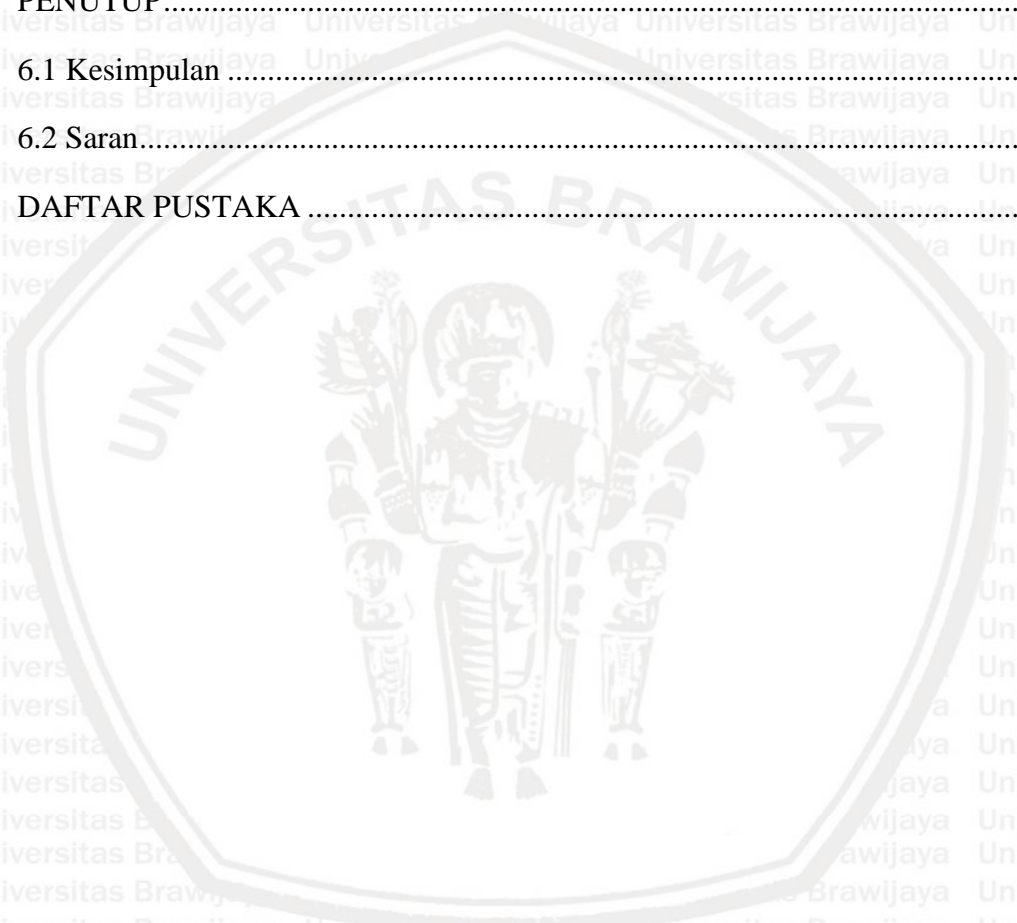 PENUTUP....................................................................................................
6.1 Kesimpulan ...............................................................................................
6.2 Saran..........................................................................................................
DAFTAR PUSTAKA .....................................................................................
UNIVERSITAS BRAWIJAYA